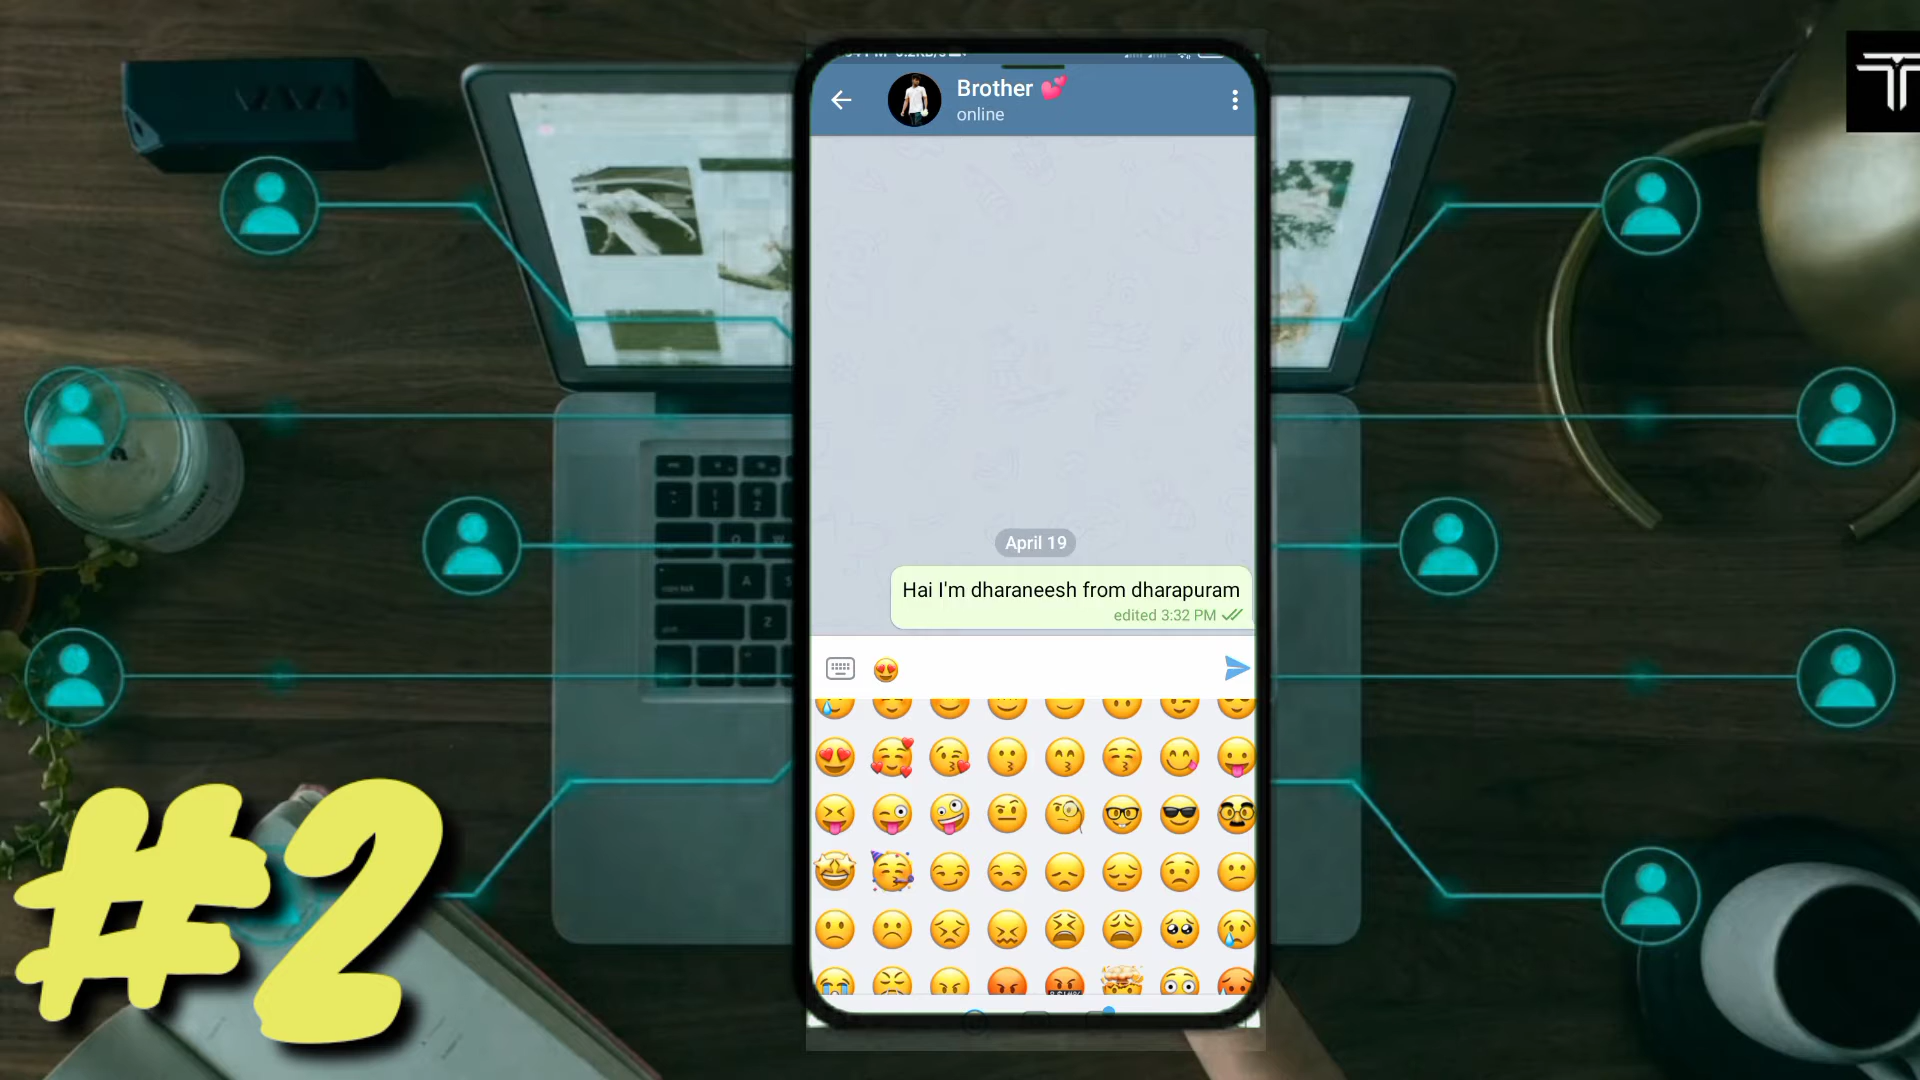 Brother 💕
online
April 19
Hai I'm dharaneesh from dharapuram
edited 3:32 PM
#2